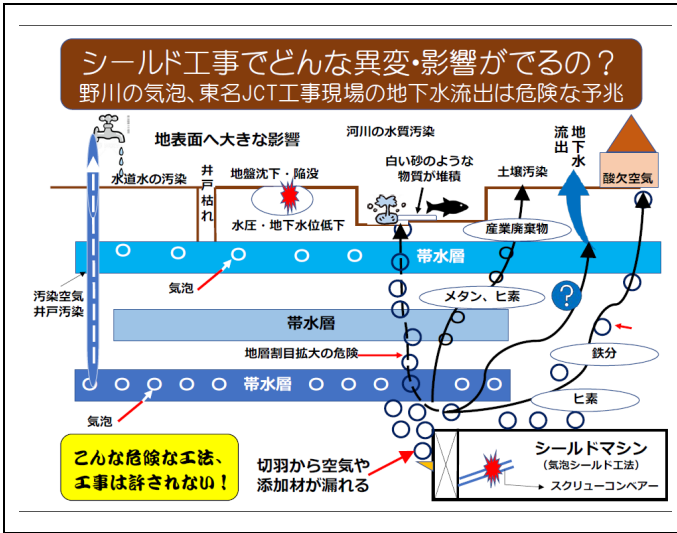 シールド工事でどんな異変・影響がでるの？
野川の気泡、東名JCT工事現場の地下水流出は危険な予兆
地表面へ大きな影響
河川の水質汚染
地下水
流出
水道水の汚染
井戸枯れ
地盤沈下・陥没
水圧・地下水位低下
白い砂のような
物質が堆積
土壌汚染
酸欠空気
産業廃棄物
帯水層
汚染空気
井戸汚染
気泡
メタン、ヒ素
?
帯水層
地層割目拡大の危険
鉄分
帯水層
ヒ素
気泡
こんな危険な工法、
工事は許されない！
切羽から空気や
添加材が漏れる
シールドマシン
（気泡シールド工法）
スクリューコンベアー